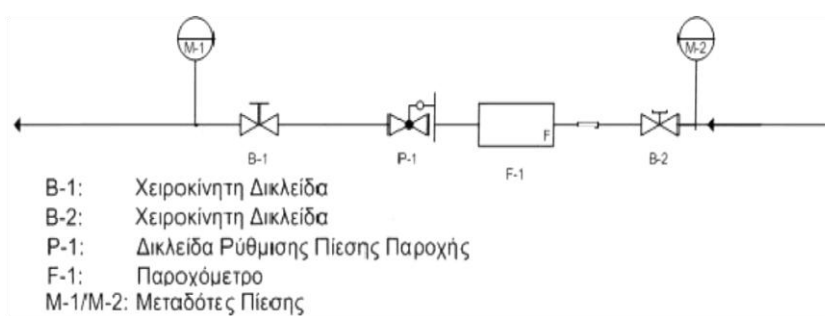 M-1
M-2
F
B-1
P-1
F-1
B-2
B-1: Χειροκίνητη Δικλείδα
B-2: Χειροκίνητη Δικλείδα
P-1: Δικλείδα Ρύθμισης Πίεσης Παροχής
F-1: Παροχόμετρο
M-1/M-2: Μεταδότες Πίεσης